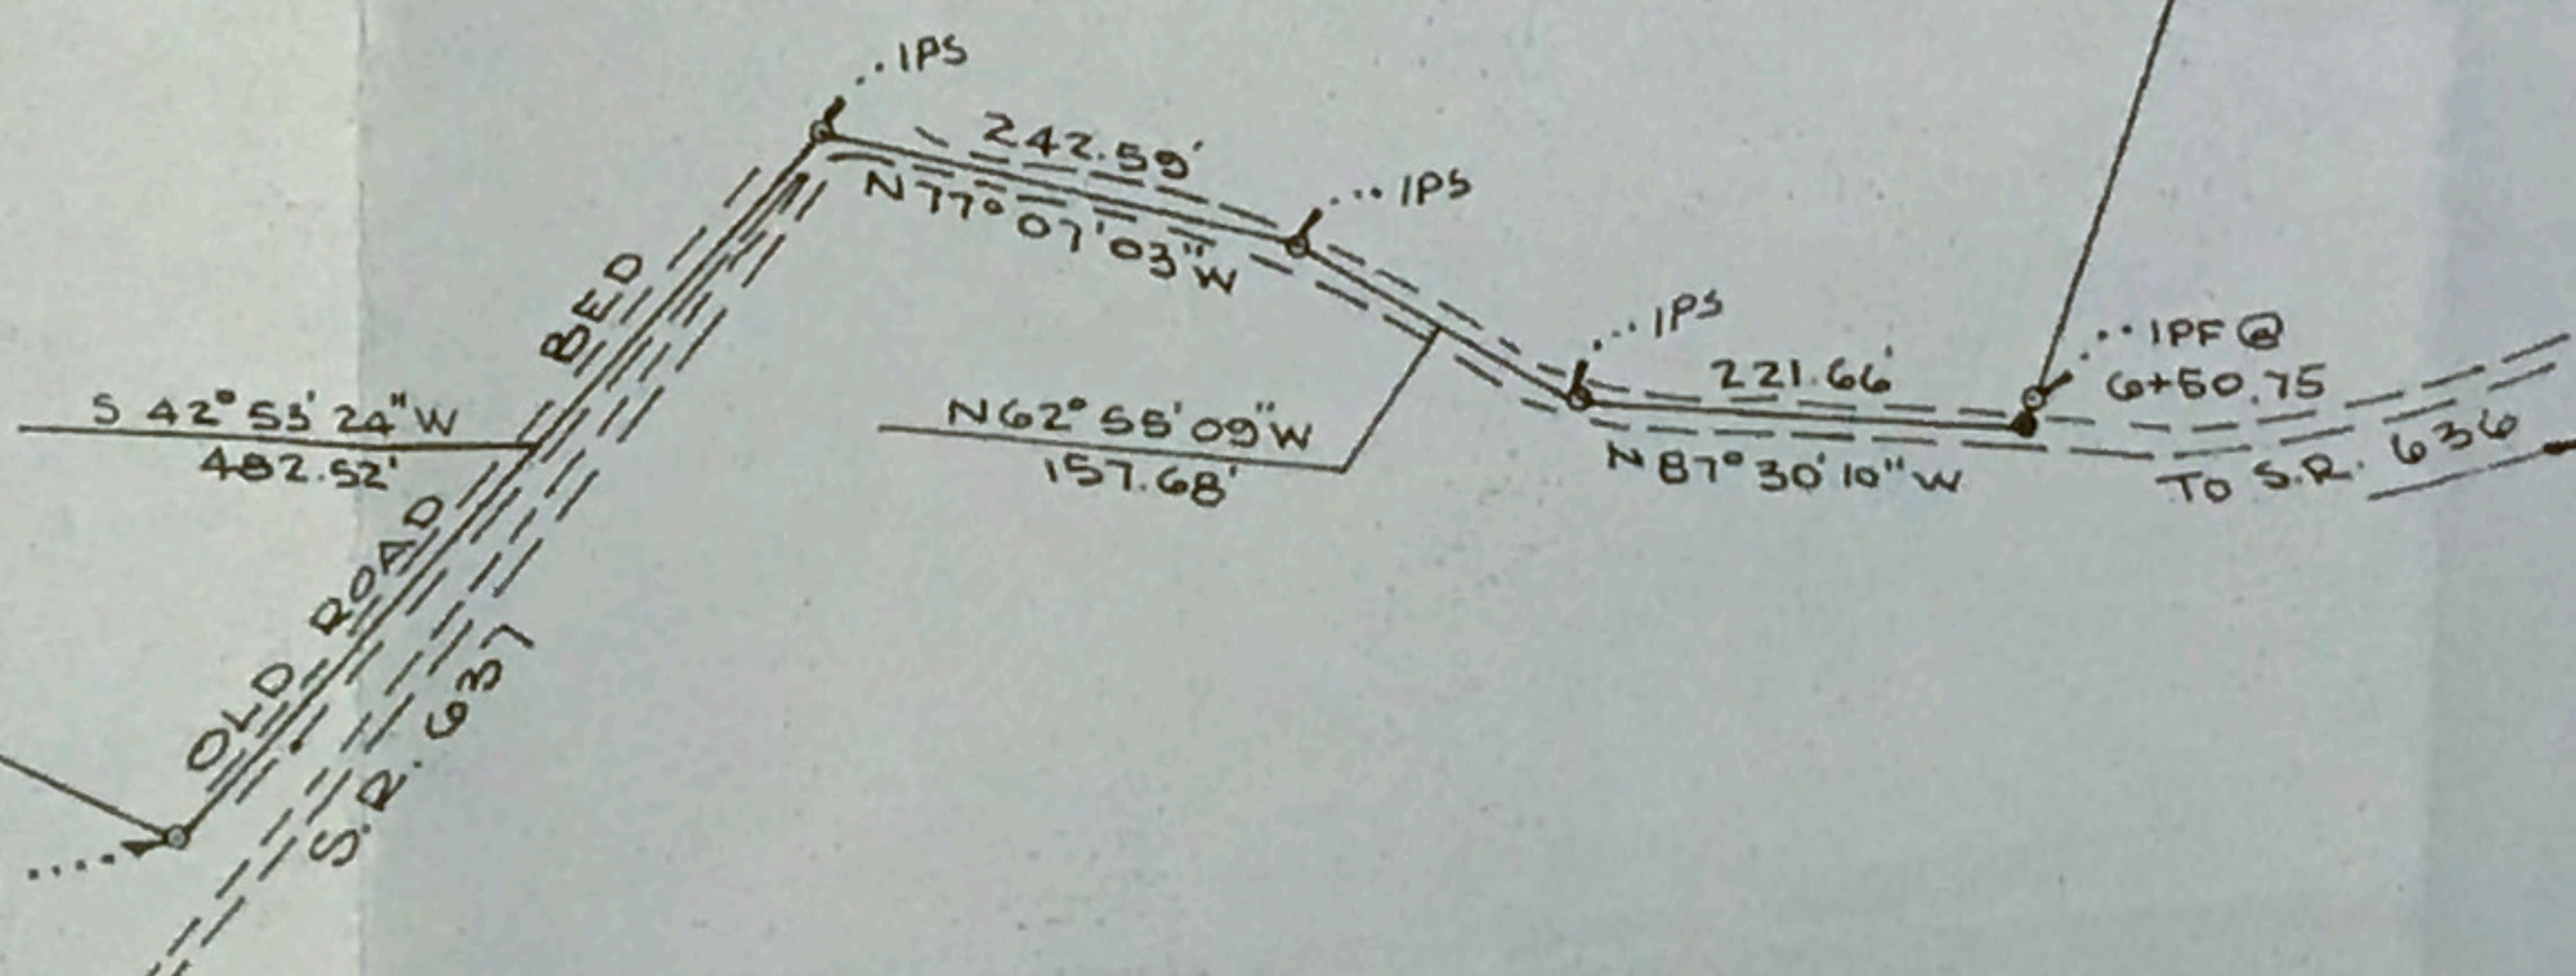 IPS
242.59'
N77°07'03"W
IPS
BED
IPS
221.66'
IPF @
6+50.75
S 42°53'24"W
482.52'
N62°55'09"W
157.68'
N87°30'10"W
TO S.R. 636
ROAD
OLD
S.R. 637